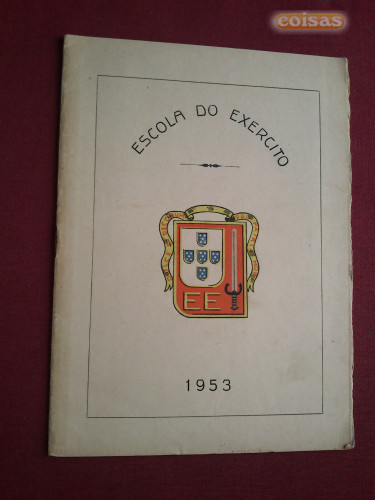 coisas
ESCOLA DO EXERCITO
EE
1953